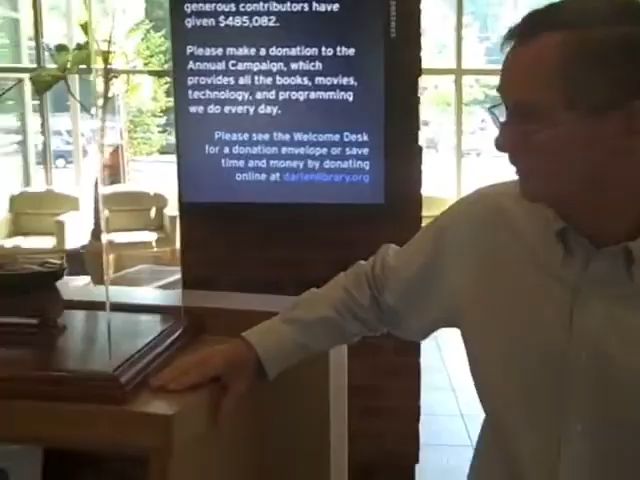 generous contributors have
given $485,082.
Please make a donation to the
Annual Campaign, which
provides all the books, movies,
technology, and programming
we do every day.
Please see the Welcome Desk
for a donation envelope or save
time and money by donating
online at darienlibrary.org